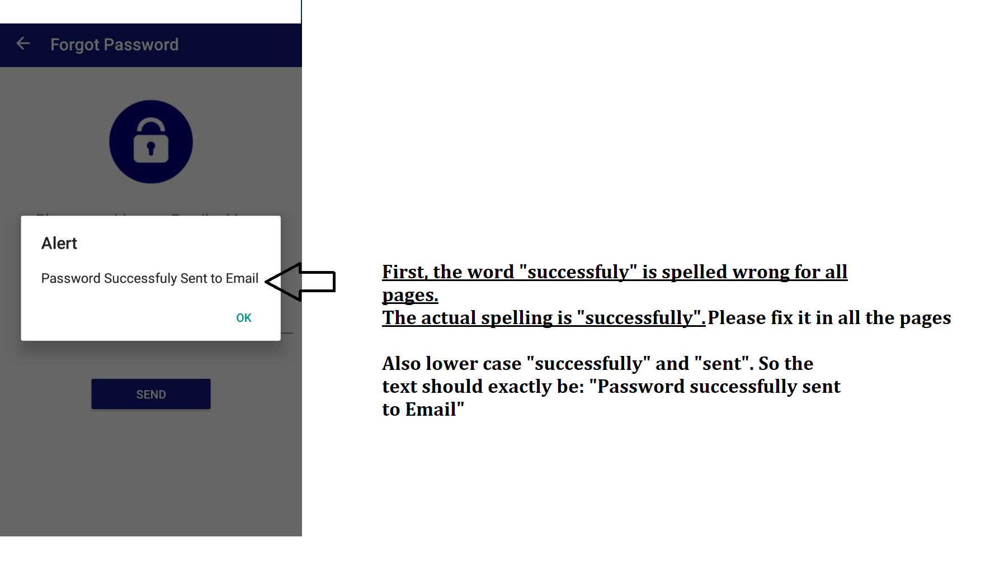 Forgot Password
Alert
Password Successfuly Sent to Email
OK
SEND
First, the word "successfuly" is spelled wrong for all
pages.
The actual spelling is "successfully". Please fix it in all the pages
Also lower case "successfully" and "sent". So the
text should exactly be: "Password successfully sent
to Email"